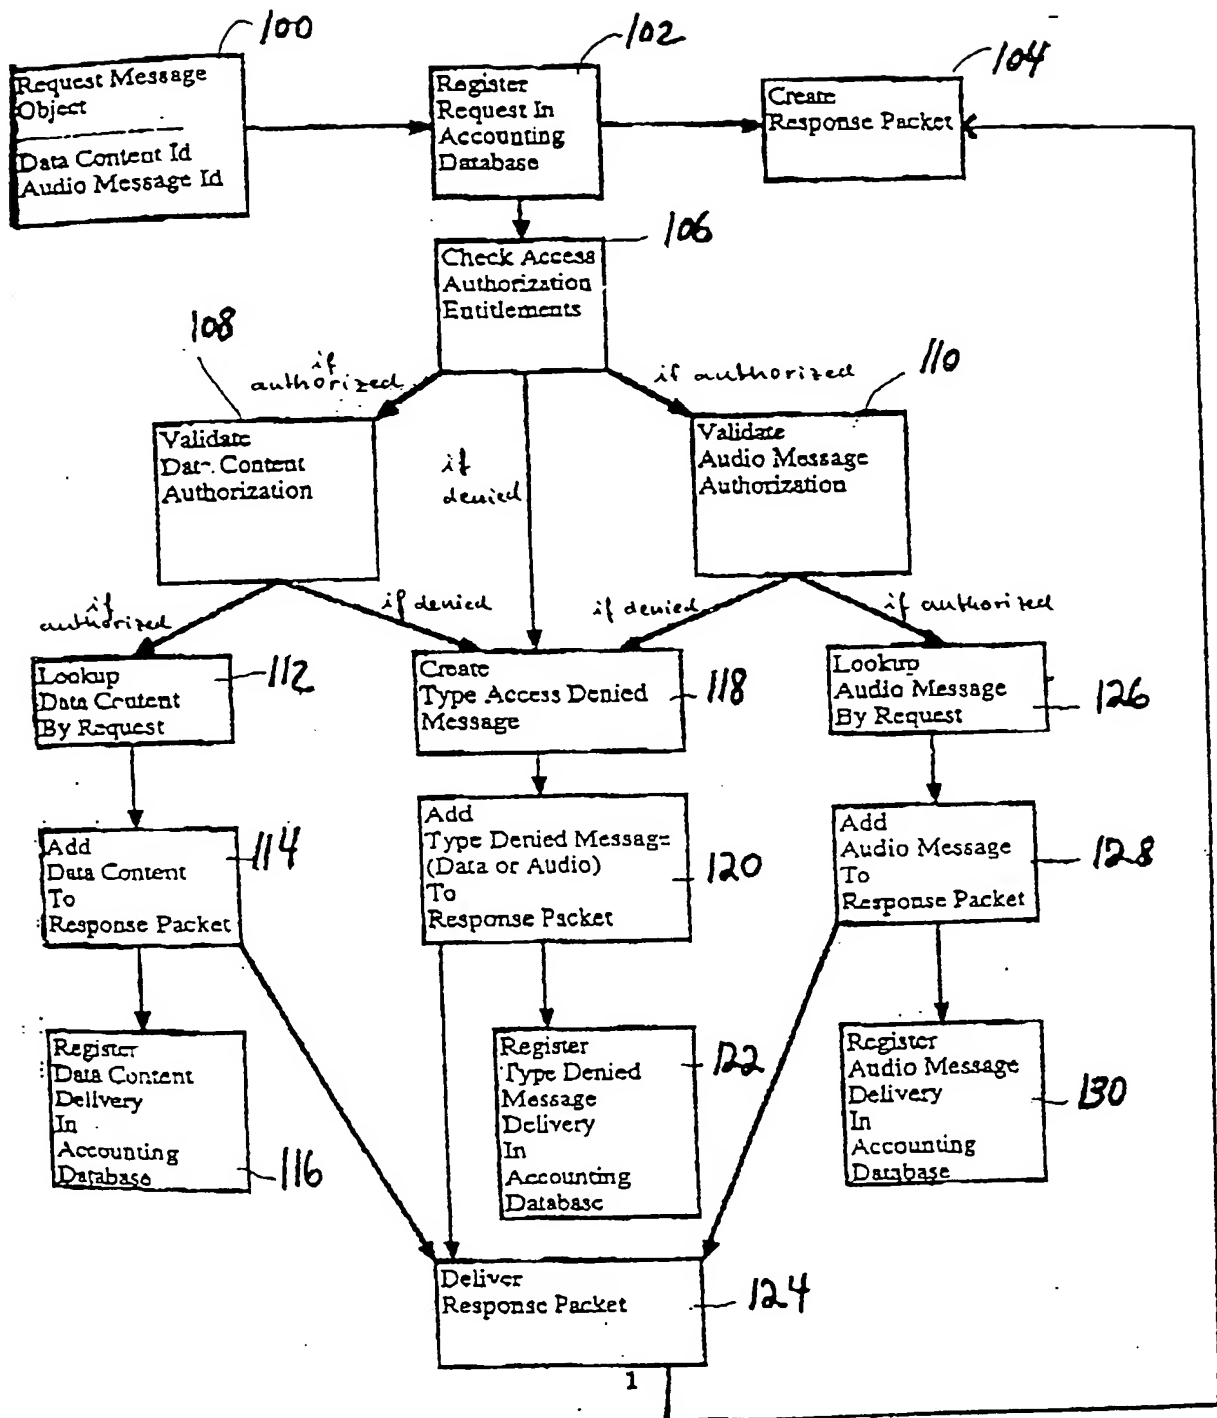 100
Request Message
Object
Data Content Id
Audio Message Id
102
Register
Request In
Accounting
Database
104
Create
Response Packet
106
Check Access
Authorization
Entitlements
if
authorized
if
denied
if authorized
108
Validate
Content
Authorization
110
Validate
Audio Message
Authorization
if
authorized
if denied
if denied
if authorized
Lookup
Data Content
By Request
112
Create
Type Access Denied
Message
118
Lookup
Audio Message
By Request
126
Add
Data Content
To
Response Packet
114
Add
Type Denied Message
(Data or Audio)
To
Response Packet
120
Add
Audio Message
To
Response Packet
128
Register
Data Content
Delivery
In
Accounting
Database
116
Register
Type Denied
Message
Delivery
In
Accounting
Database
122
Register
Audio Message
Delivery
In
Accounting
Database
130
Deliver
Response Packet
124
1